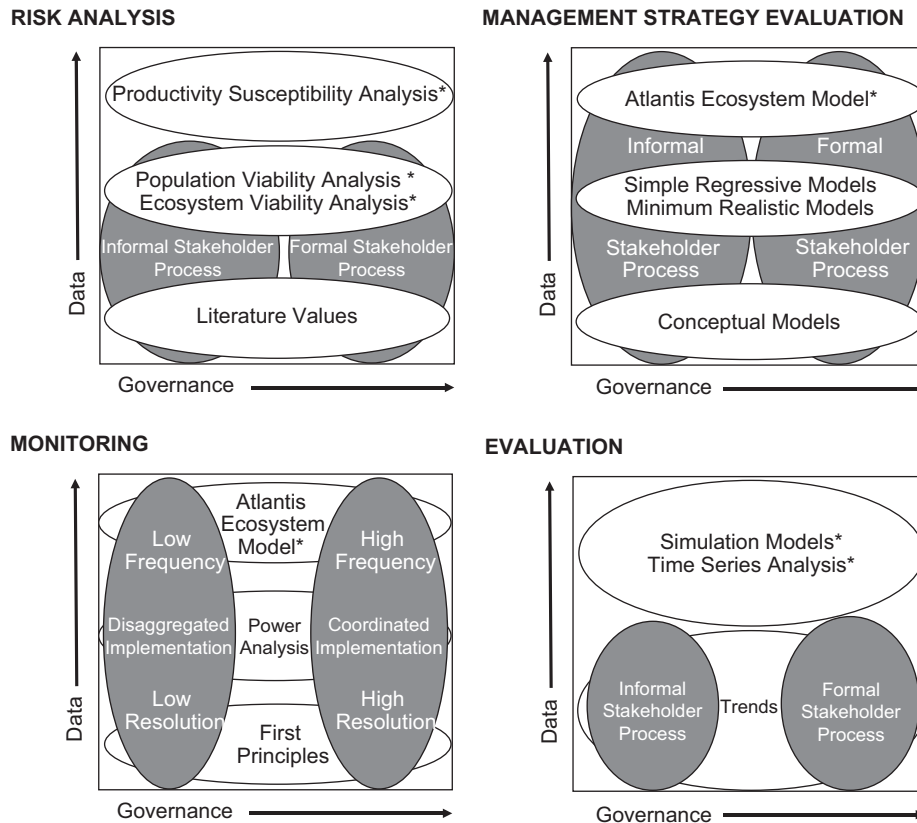 RISK ANALYSIS
Productivity Susceptibility Analysis*
Population Viability Analysis *
Ecosystem Viability Analysis*
Informal Stakeholder
Process
Formal Stakeholder
Process
Literature Values
Data
Governance
MANAGEMENT STRATEGY EVALUATION
Atlantis Ecosystem Model*
Informal
Formal
Simple Regressive Models
Minimum Realistic Models
Stakeholder
Process
Stakeholder
Process
Conceptual Models
Data
Governance
MONITORING
Atlantis
Ecosystem
Model*
Low
Frequency
High
Frequency
Disaggregated
Implementation
Power
Analysis
Coordinated
Implementation
Low
Resolution
High
Resolution
First
Principles
Data
Governance
EVALUATION
Simulation Models*
Time Series Analysis*
Informal
Stakeholder
Process
Trends
Formal
Stakeholder
Process
Data
Governance